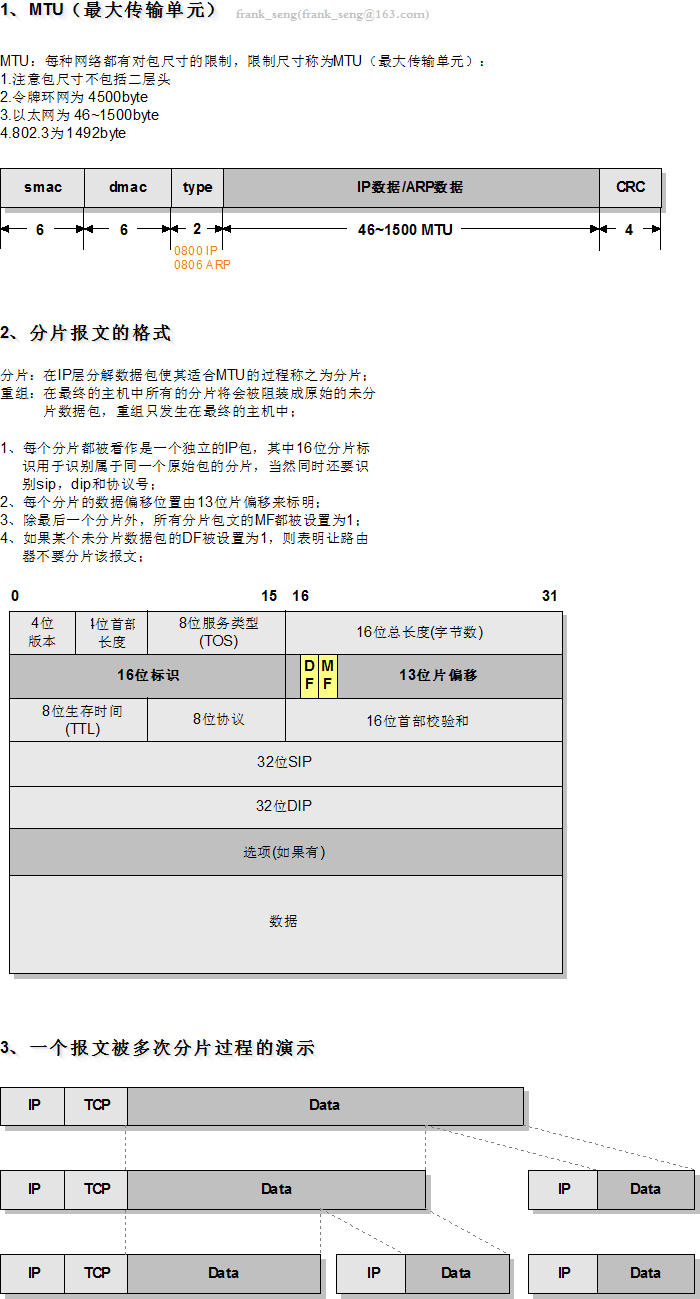 1、MTU（最大传输单元） frank_seng(frank_seng@163.com)
MTU：每种网络都有对包尺寸的限制，限制尺寸称为MTU（最大传输单元）：
1.注意包尺寸不包括二层头
2.令牌环网为 4500byte
3.以太网为 46~1500byte
4.802.3为1492byte
smac dmac type IP数据/ARP数据 CRC
6 6 2 46~1500 MTU 4
0800 IP
0806 ARP
2、分片报文的格式
分片：在IP层分解数据包使其适合MTU的过程称之为分片；
重组：在最终的主机中所有的分片将会被阻装成原始的未分
片数据包，重组只发生在最终的主机中；
1、每个分片都被看作是一个独立的IP包，其中16位分片标
识用于识别属于同一个原始包的分片，当然同时还要识
别sip，dip和协议号；
2、每个分片的数据偏移位置由13位片偏移来标明；
3、除最后一个分片外，所有分片包文的MF都被设置为1；
4、如果某个未分片数据包的DF被设置为1，则表明让路由
器不要分片该报文；
0 15 16 31
4位
版本
4位首部
长度
8位服务类型
(TOS)
16位总长度(字节数)
16位标识
D
F
M
F
13位片偏移
8位生存时间
(TTL)
8位协议
16位首部校验和
32位SIP
32位DIP
选项(如果有)
数据
3、一个报文被多次分片过程的演示
IP TCP Data
IP TCP Data IP Data
IP TCP Data IP Data IP Data